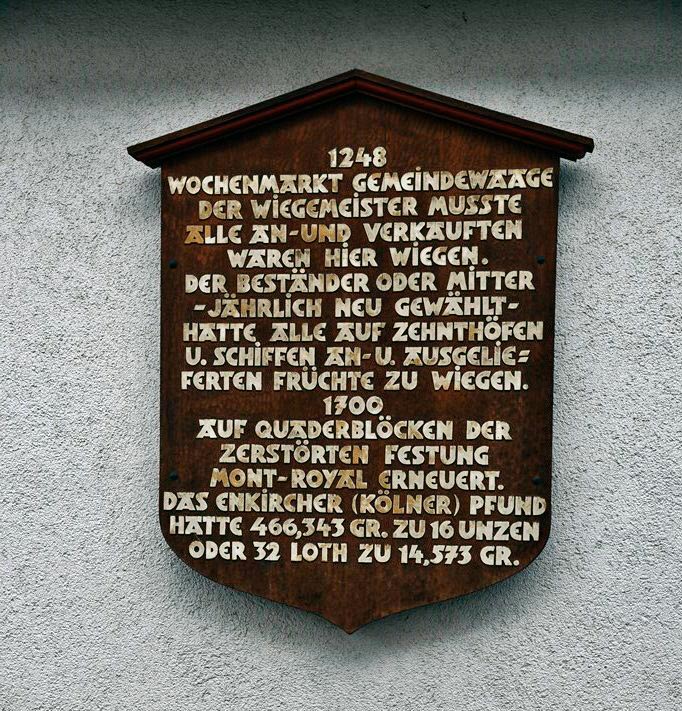 1248
WOCHENMARKT GEMEINDEWAAGE
DER WIEGEMEISTER MUSSTE
ALLE AN-UND VERKAUFTEN
WAREN HIER WIEGEN.
DER BESTÄNDER ODER MITTER
-JÄHRLICH NEU GEWÄHLT-
HATTE ALLE AUF ZEHNTHÖFEN
U. SCHIFFEN AN-U. AUSGELIE=
FERTEN FRÜCHTE ZU WIEGEN.
1700
AUF QUADERBLÖCKEN DER
ZERSTÖRTEN FESTUNG
MONT-ROYAL ERNEUERT.
DAS ENKIRCHER (KÖLNER) PFUND
HATTE 466,343 GR. ZU 16 UNZEN
ODER 32 LOTH ZU 14,573 GR.